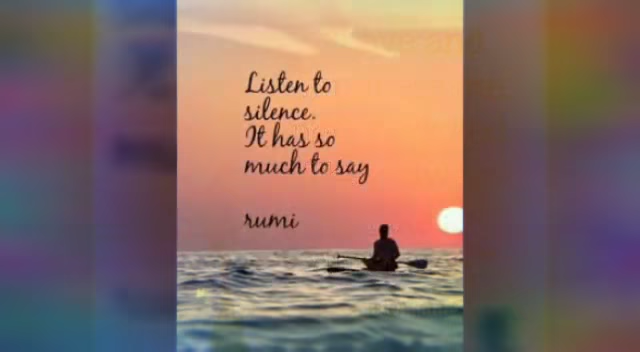 Listen to
silence.
It has so
much to say
rumi